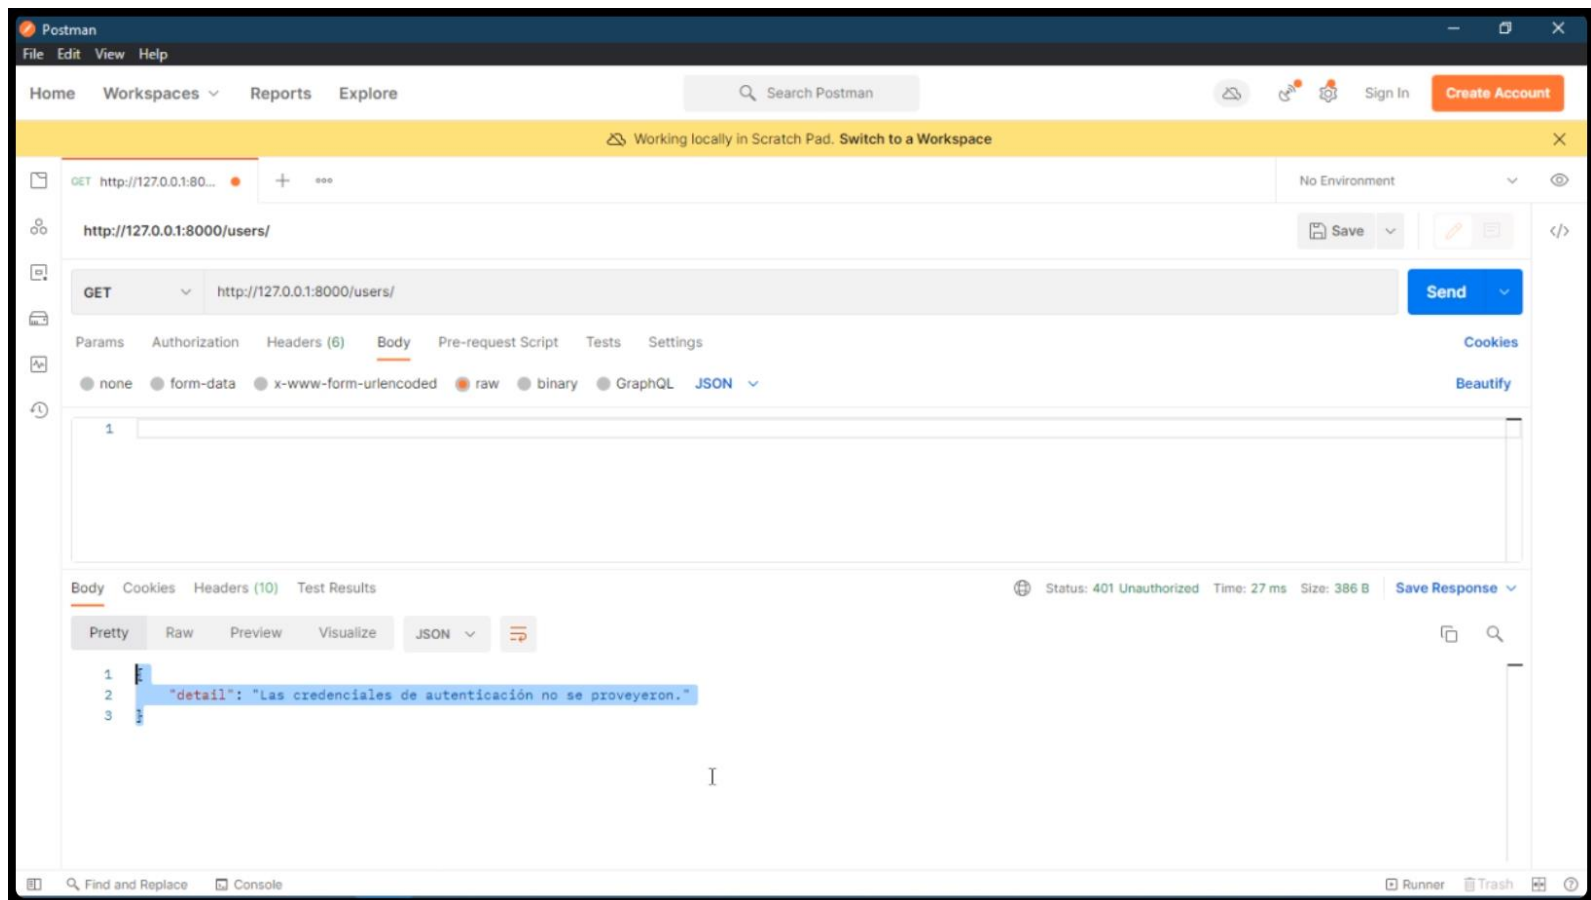 Postman
File Edit View Help
Home Workspaces Reports Explore Search Postman Sign In Create Account
Working locally in Scratch Pad. Switch to a Workspace
GET http://127.0.0.1:80... No Environment
http://127.0.0.1:8000/users/ Save
GET http://127.0.0.1:8000/users/ Send
Params Authorization Headers (6) Body Pre-request Script Tests Settings Cookies
none form-data x-www-form-urlencoded raw binary GraphQL JSON Beautify
1
Body Cookies Headers (10) Test Results Status: 401 Unauthorized Time: 27 ms Size: 386 B Save Response
Pretty Raw Preview Visualize JSON
1 {
2 "detail": "Las credenciales de autenticación no se proveyeron."
3 }
Find and Replace Console Runner Trash